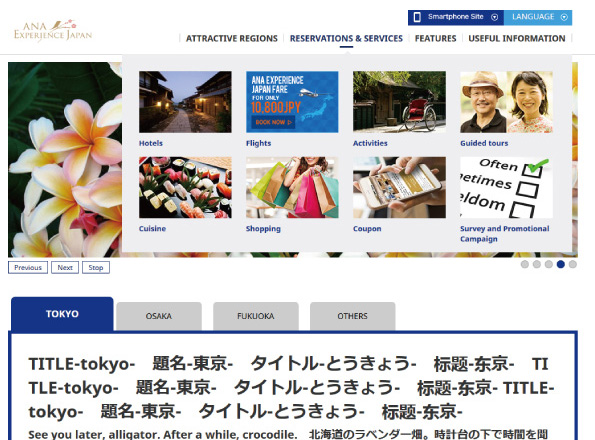 Smartphone Site
LANGUAGE
ANA
EXPERIENCE JAPAN
ATTRACTIVE REGIONS
RESERVATIONS & SERVICES
FEATURES
USEFUL INFORMATION
ANA EXPERIENCE
JAPAN FARE
FOR ONLY
10,800JPY
BOOK NOW
Hotels
Flights
Activities
Guided tours
Often
metimes
eldom
Cuisine
Shopping
Coupon
Survey and Promotional
Campaign
Previous
Next
Stop
TOKYO
OSAKA
FUKUOKA
OTHERS
TITLE-tokyo- 題名-東京- タイトル-とうきょう- 标题-东京- TI
TLE-tokyo- 題名-東京- タイトル-とうきょう- 标题-东京- TITLE-
tokyo- 題名-東京- タイトル-とうきょう- 标题-东京-
See you later, alligator. After a while, crocodile. 北海道のラベンダー畑。時計台の下で時間を聞